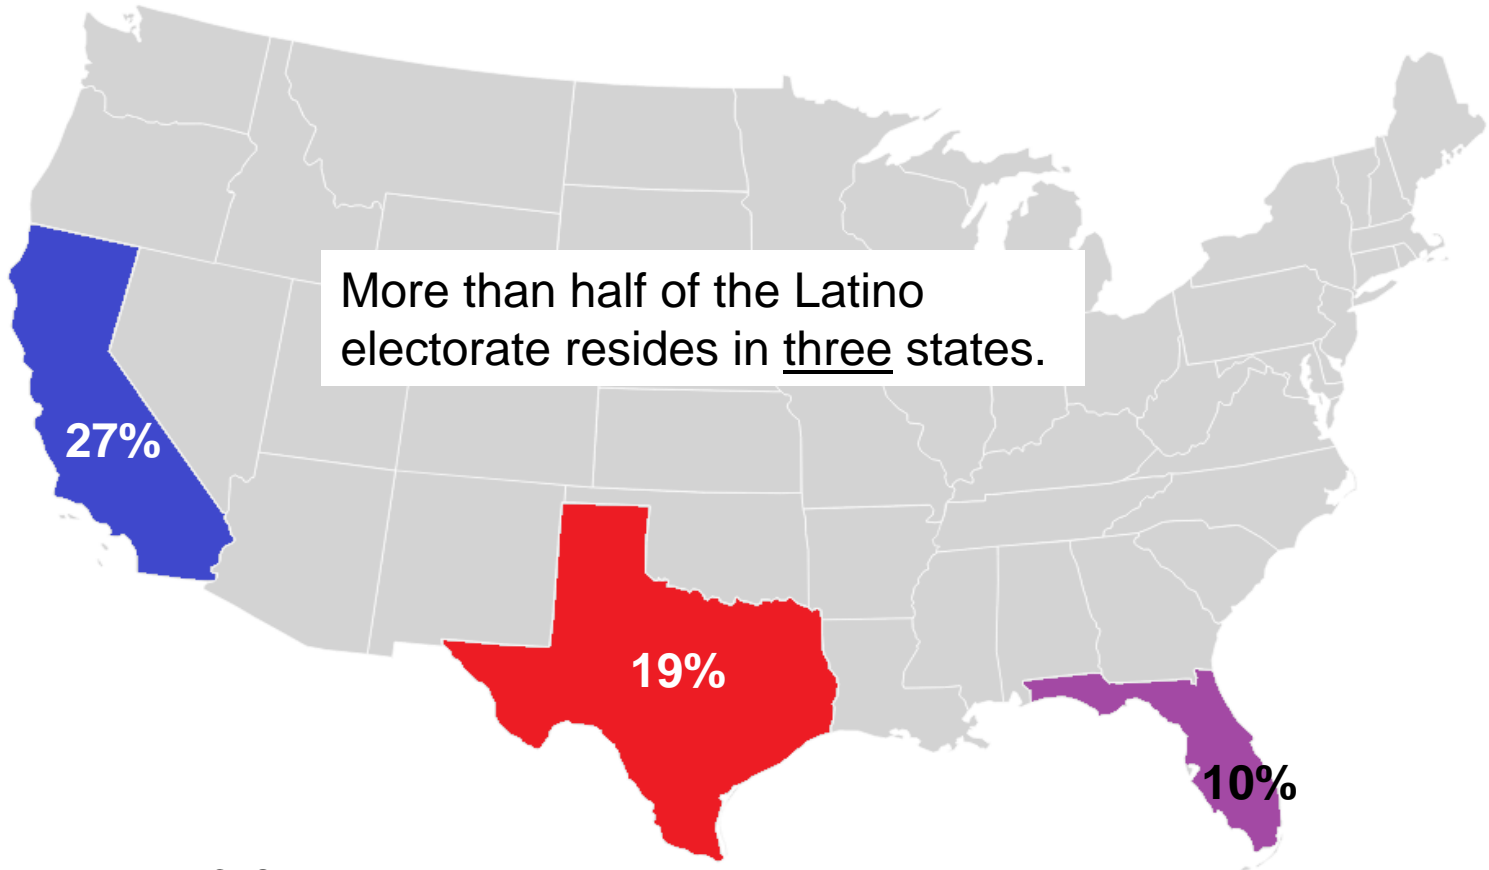 More than half of the Latino
electorate resides in three states.
27%
19%
10%